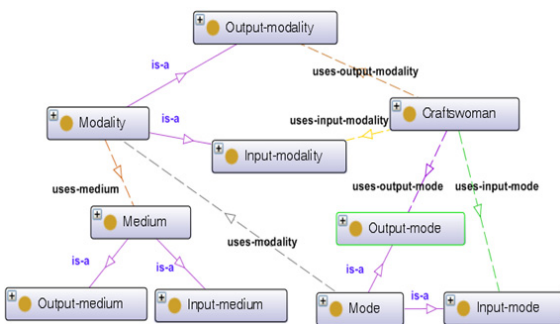 Output-modality
is-a
uses-output-modality
Craftswoman
Modality
is-a
uses-input-modality
Input-modality
uses-medium
uses-output-mode
uses-input-mode
Medium
Output-mode
uses-modality
is-a
is-a
is-a
Output-medium
Input-medium
Mode
is-a
Input-mode